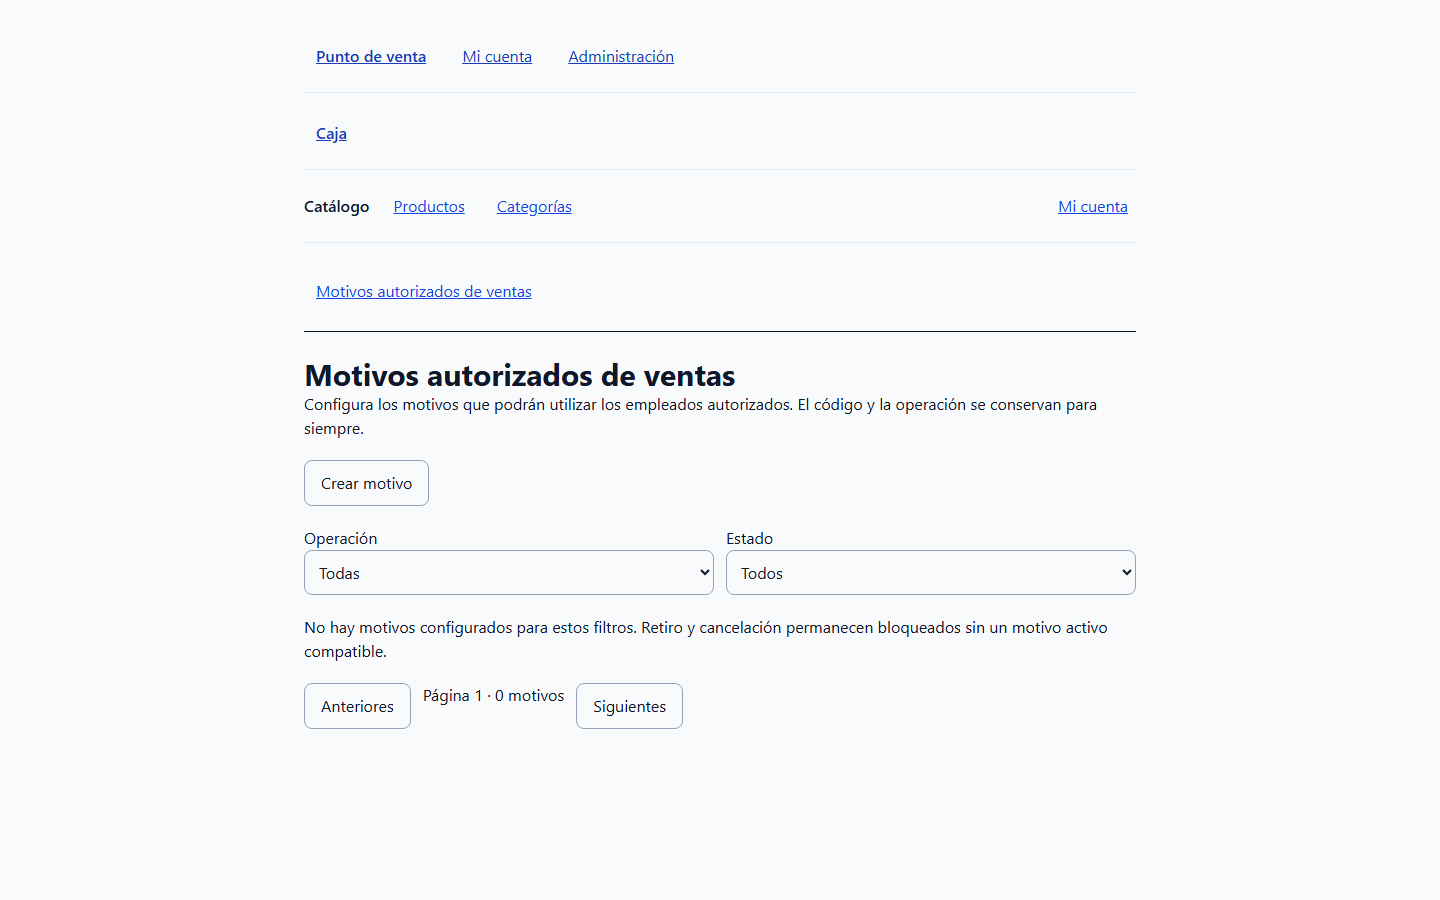 Punto de venta Mi cuenta Administración
Caja
Catálogo Productos Categorías Mi cuenta
Motivos autorizados de ventas
Motivos autorizados de ventas
Configura los motivos que podrán utilizar los empleados autorizados. El código y la operación se conservan para
siempre.
Crear motivo
Operación Estado
Todas Todos
No hay motivos configurados para estos filtros. Retiro y cancelación permanecen bloqueados sin un motivo activo
compatible.
Anteriores Página 1 · 0 motivos Siguientes